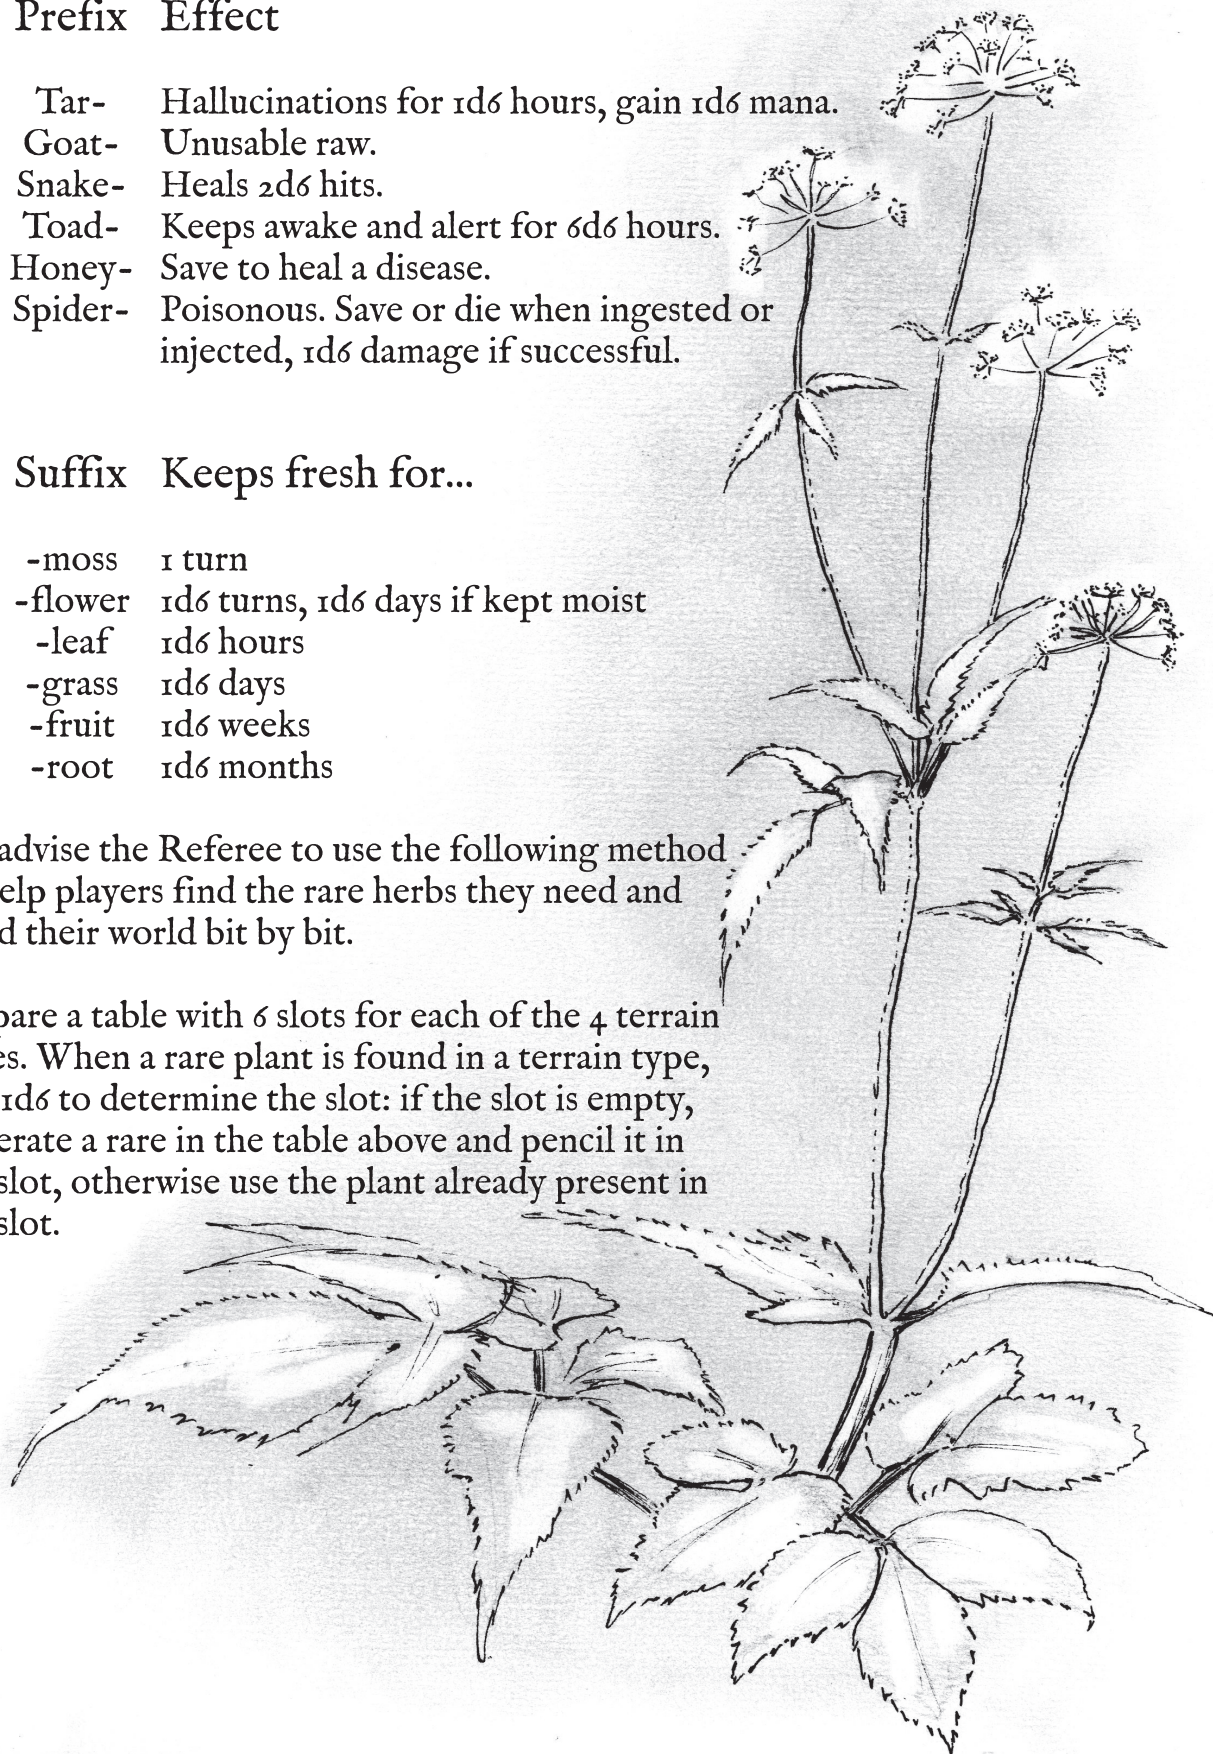 Prefix Effect
Tar- Hallucinations for 1d6 hours, gain 1d6 mana.
Goat- Unusable raw.
Snake- Heals 2d6 hits.
Toad- Keeps awake and alert for 6d6 hours.
Honey- Save to heal a disease.
Spider- Poisonous. Save or die when ingested or
injected, 1d6 damage if successful.
Suffix Keeps fresh for...
-moss 1 turn
-flower 1d6 turns, 1d6 days if kept moist
-leaf 1d6 hours
-grass 1d6 days
-fruit 1d6 weeks
-root 1d6 months
advise the Referee to use the following method
elp players find the rare herbs they need and
d their world bit by bit.
pare a table with 6 slots for each of the 4 terrain
es. When a rare plant is found in a terrain type,
1d6 to determine the slot: if the slot is empty,
erate a rare in the table above and pencil it in
slot, otherwise use the plant already present in
slot.